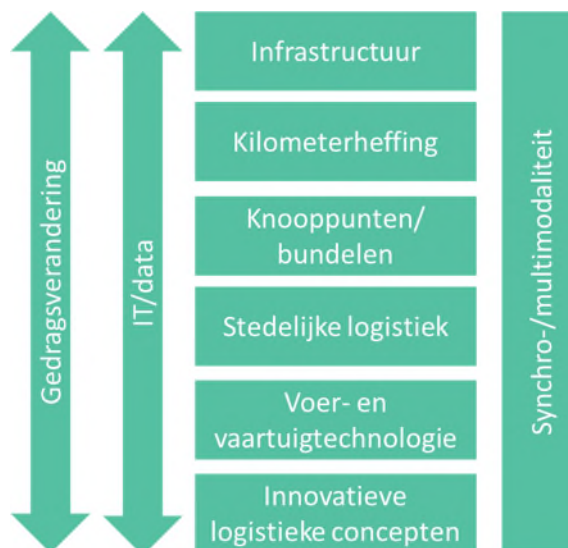 Gedragsverandering
IT/data
Infrastructuur
Kilometerheffing
Knooppunten/
bundelen
Stedelijke logistiek
Voer- en
vaartuigtechnologie
Innovatieve
logistieke concepten
Synchro-/multimodaliteit